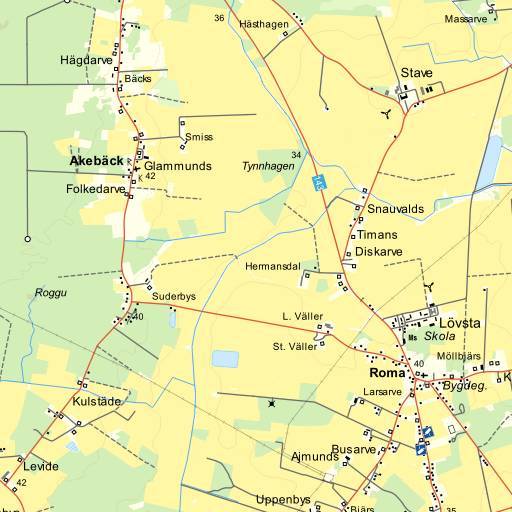 36
Hästhagen
Massarve
Hägdarve
Bäcks
Stave
Smiss
Akebäck
Glammunds
K 42
Folkedarve
34
Tynnhagen
143
Snauvalds
Timans
Diskarve
Hermansdal
Roggu
Suderbys
40
L. Väller
St. Väller
Lövsta
Ms
Skola
Möllbjärs
40
Roma
Bygdeg.
K
Larsarve
Kulstäde
Busarve
Ajmunds
Levide
42
Uppenbys
Bjärs
35